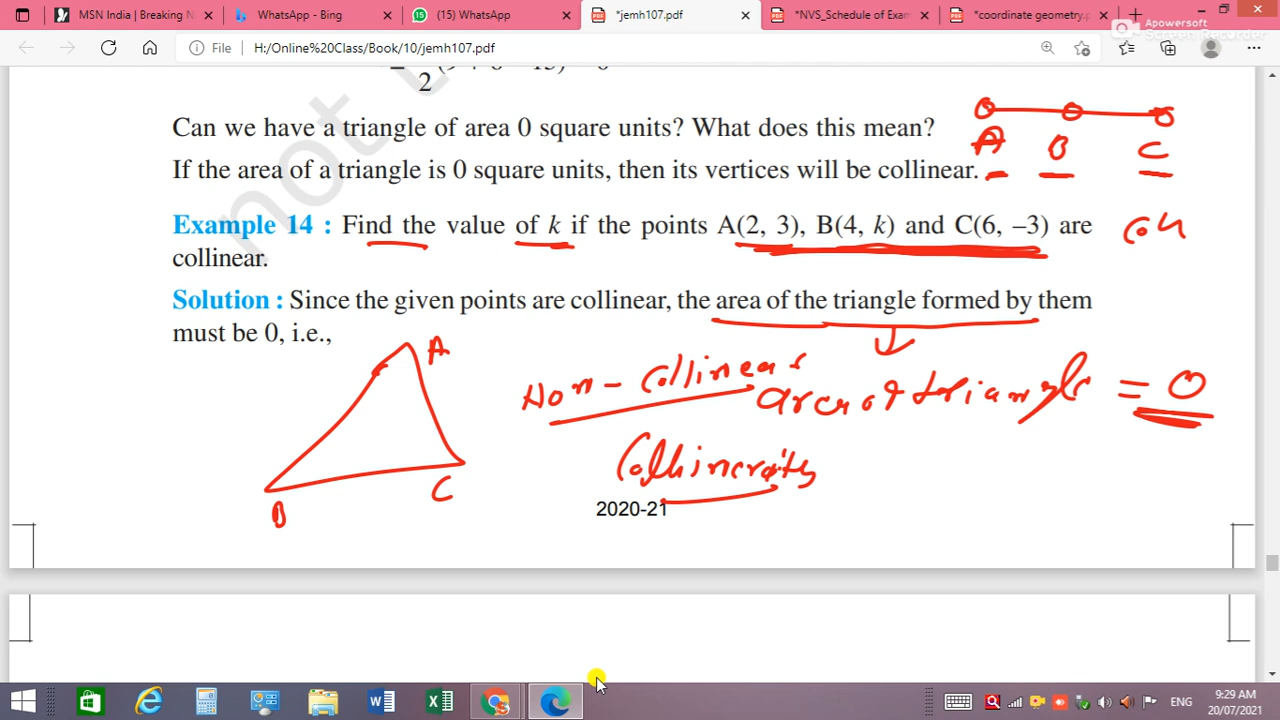 MSN India | Breaking N
WhatsApp - Bing
(15) WhatsApp
*jemh107.pdf
*NVS_Schedule of Exam
*coordinate geometry.p
Apowersoft
Screen Recorder
File
H:/Online%20Class/Book/10/jemh107.pdf
2
Can we have a triangle of area 0 square units? What does this mean?
A B C
If the area of a triangle is 0 square units, then its vertices will be collinear.
Example 14 : Find the value of k if the points A(2, 3), B(4, k) and C(6, –3) are
collinear.
Solution : Since the given points are collinear, the area of the triangle formed by them
must be 0, i.e.,
A
Non - Collinear
area of triangle = 0
B
C
2020-21
not
ENG
9:29 AM
20/07/2021